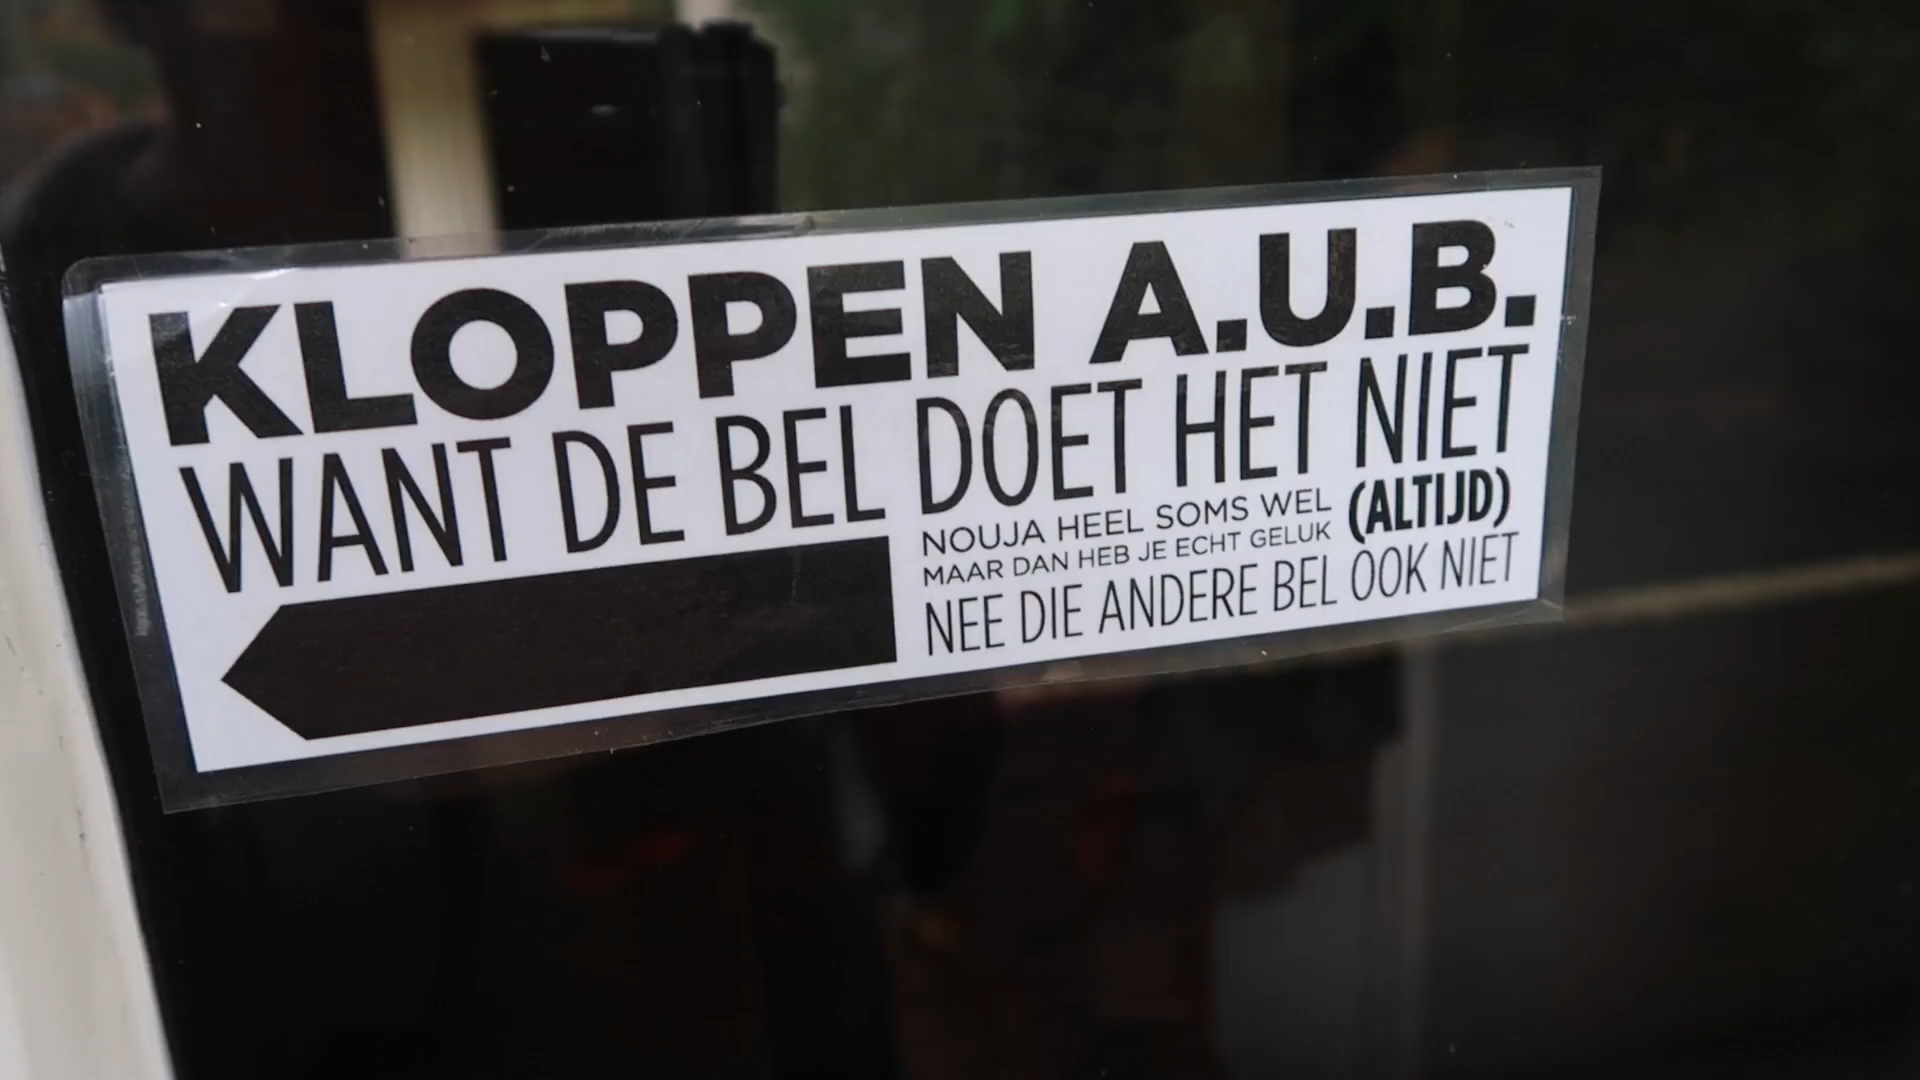 KLOPPEN A.U.B.
WANT DE BEL DOET HET NIET
(ALTIJD)
NOUJA HEEL SOMS WEL
MAAR DAN HEB JE ECHT GELUK
NEE DIE ANDERE BEL OOK NIET